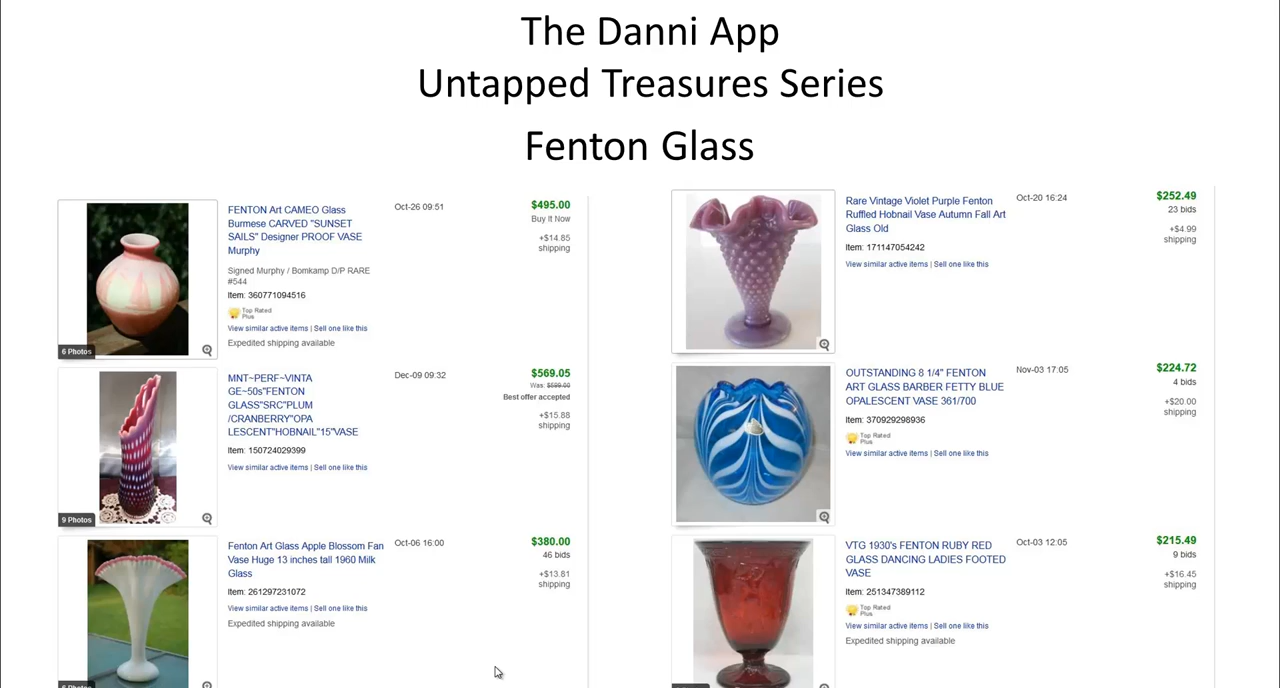 The Danni App
Untapped Treasures Series
Fenton Glass
FENTON Art CAMEO Glass
Burmese CARVED "SUNSET
SAILS" Designer PROOF VASE
Murphy
Signed Murphy / Bomkamp D/P RARE
#544
Item: 360771094516
Top Rated
Plus
View similar active items | Sell one like this
Expedited shipping available
6 Photos
Oct-26 09:51
$495.00
Buy It Now
+$14.85
shipping
MNT~PERF~VINTA
GE~50s"FENTON
GLASS"SRC"PLUM
/CRANBERRY"OPA
LESCENT"HOBNAIL"15"VASE
Item: 150724029399
View similar active items | Sell one like this
9 Photos
Dec-09 09:32
$569.05
Was: $599.00
Best offer accepted
+$15.88
shipping
Fenton Art Glass Apple Blossom Fan
Vase Huge 13 inches tall 1960 Milk
Glass
Item: 261297231072
View similar active items | Sell one like this
Expedited shipping available
Oct-06 16:00
$380.00
46 bids
+$13.81
shipping
Rare Vintage Violet Purple Fenton
Ruffled Hobnail Vase Autumn Fall Art
Glass Old
Item: 171147054242
View similar active items | Sell one like this
Oct-20 16:24
$252.49
23 bids
+$4.99
shipping
OUTSTANDING 8 1/4" FENTON
ART GLASS BARBER FETTY BLUE
OPALESCENT VASE 361/700
Item: 370929298936
Top Rated
Plus
View similar active items | Sell one like this
Nov-03 17:05
$224.72
4 bids
+$20.00
shipping
VTG 1930's FENTON RUBY RED
GLASS DANCING LADIES FOOTED
VASE
Item: 251347389112
Top Rated
Plus
View similar active items | Sell one like this
Expedited shipping available
Oct-03 12:05
$215.49
9 bids
+$16.45
shipping